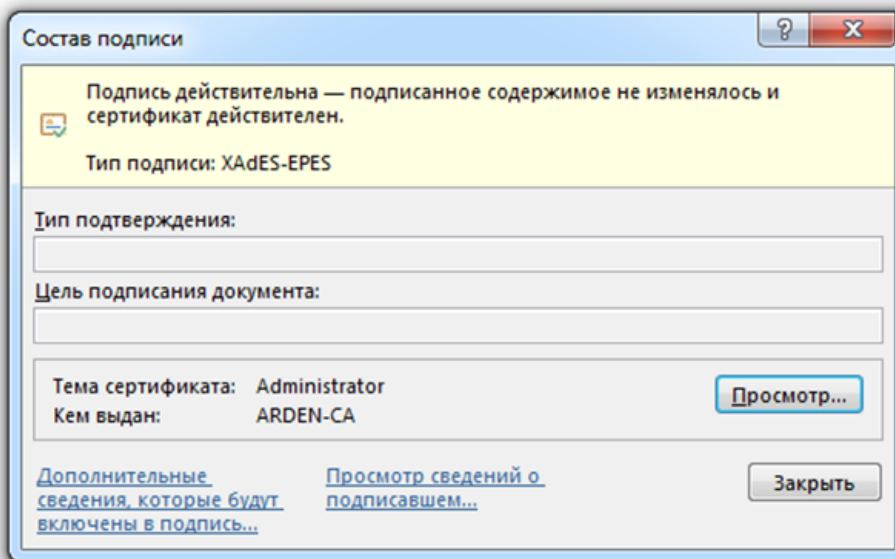 Состав подписи
Подпись действительна — подписанное содержимое не изменялось и
сертификат действителен.
Тип подписи: XAdES-EPES
Тип подтверждения:
Цель подписания документа:
Тема сертификата: Administrator
Просмотр...
Кем выдан: ARDEN-CA
Дополнительные
сведения, которые будут
включены в подпись...
Просмотр сведений о
подписавшем...
Закрыть